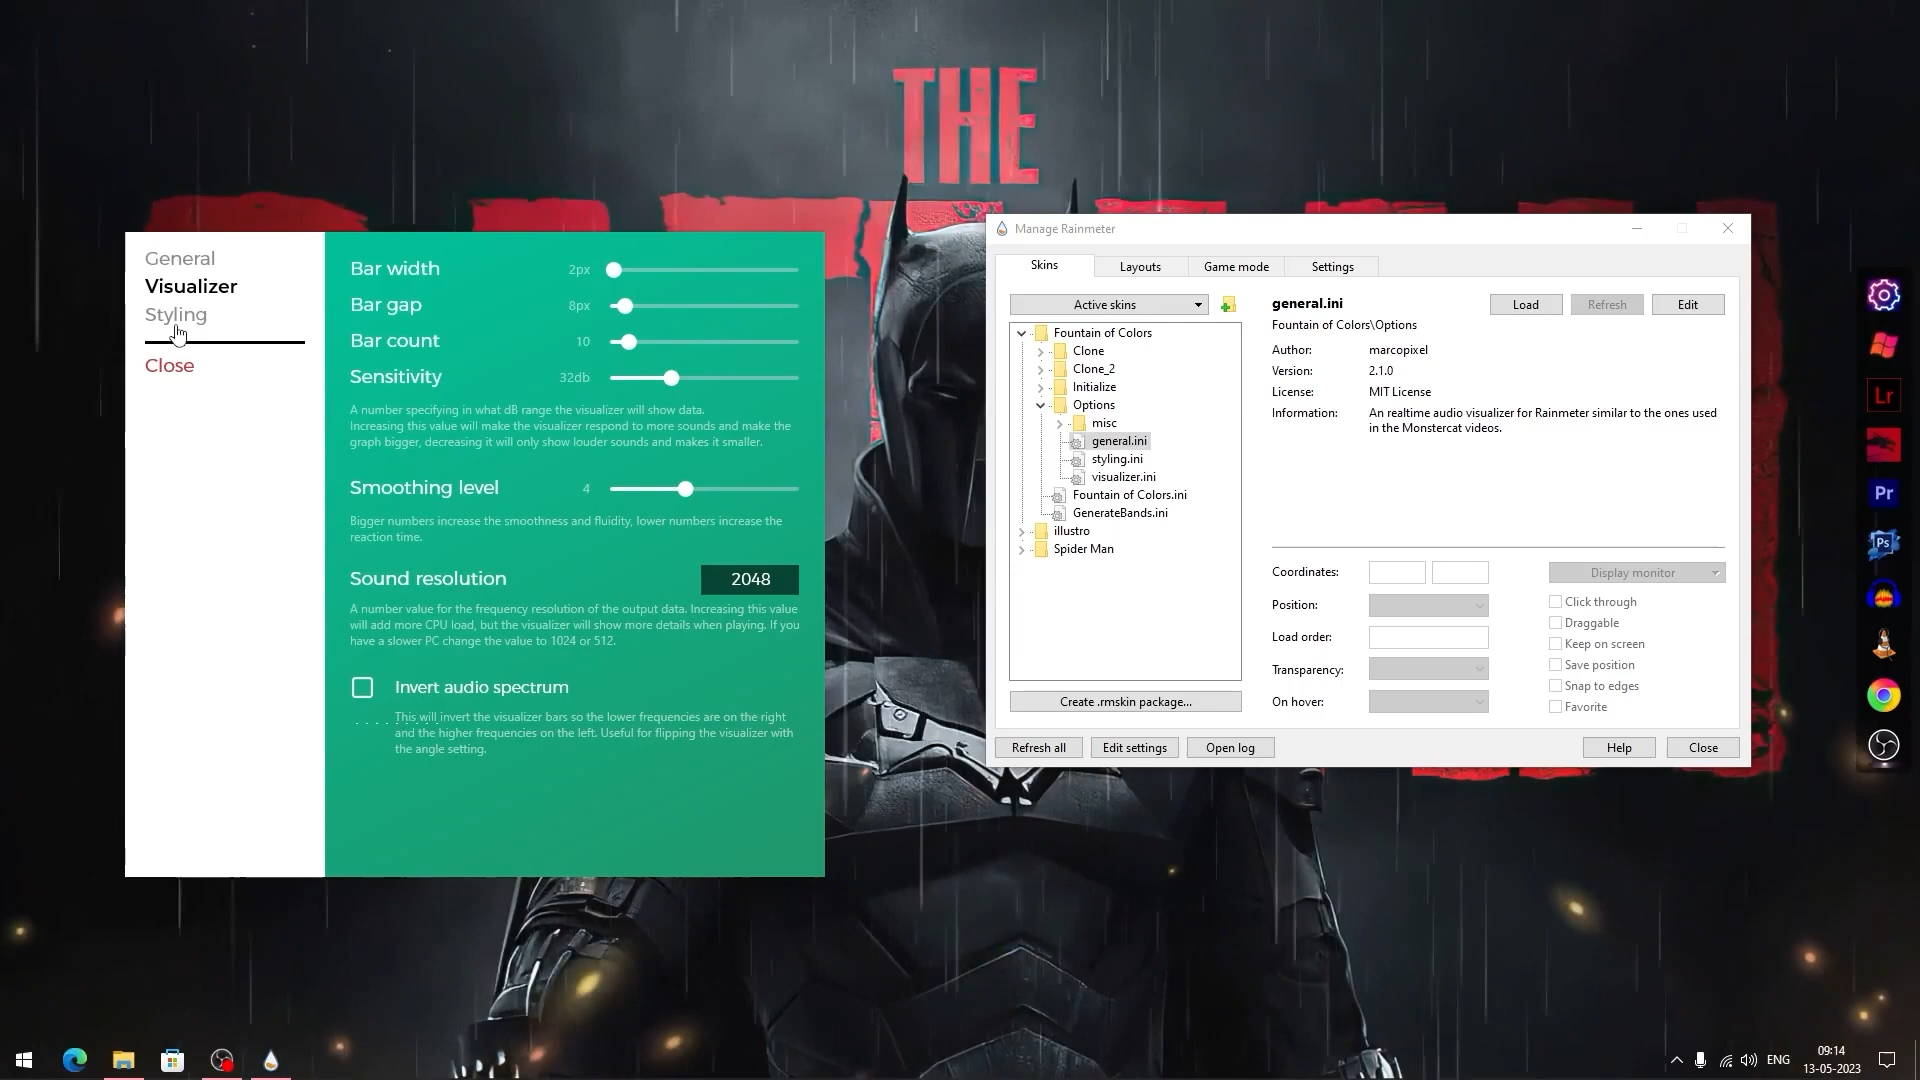 THE
General
Visualizer
Styling
Close
Bar width
2px
Bar gap
8px
Bar count
10
Sensitivity
32db
A number specifying in what dB range the visualizer will show data.
Increasing this value will make the visualizer respond to more sounds and make the
graph bigger, decreasing it will only show louder sounds and makes it smaller.
Smoothing level
4
Bigger numbers increase the smoothness and fluidity, lower numbers increase the
reaction time.
Sound resolution
2048
A number value for the frequency resolution of the output data. Increasing this value
will add more CPU load, but the visualizer will show more details when playing. If you
have a slower PC change the value to 1024 or 512.
Invert audio spectrum
This will invert the visualizer bars so the lower frequencies are on the right
and the higher frequencies on the left. Useful for flipping the visualizer with
the angle setting.
Manage Rainmeter
Skins
Layouts
Game mode
Settings
Active skins
Fountain of Colors
Clone
Clone_2
Initialize
Options
misc
general.ini
styling.ini
visualizer.ini
Fountain of Colors.ini
GenerateBands.ini
illustro
Spider Man
Create .rmskin package...
general.ini
Load
Refresh
Edit
Fountain of Colors\Options
Author:
marcopixel
Version:
2.1.0
License:
MIT License
Information:
An realtime audio visualizer for Rainmeter similar to the ones used
in the Monstercat videos.
Coordinates:
Display monitor
Position:
Click through
Draggable
Load order:
Keep on screen
Transparency:
Save position
Snap to edges
On hover:
Favorite
Refresh all
Edit settings
Open log
Help
Close
Lr
Pr
Ps
ENG
09:14
13-05-2023